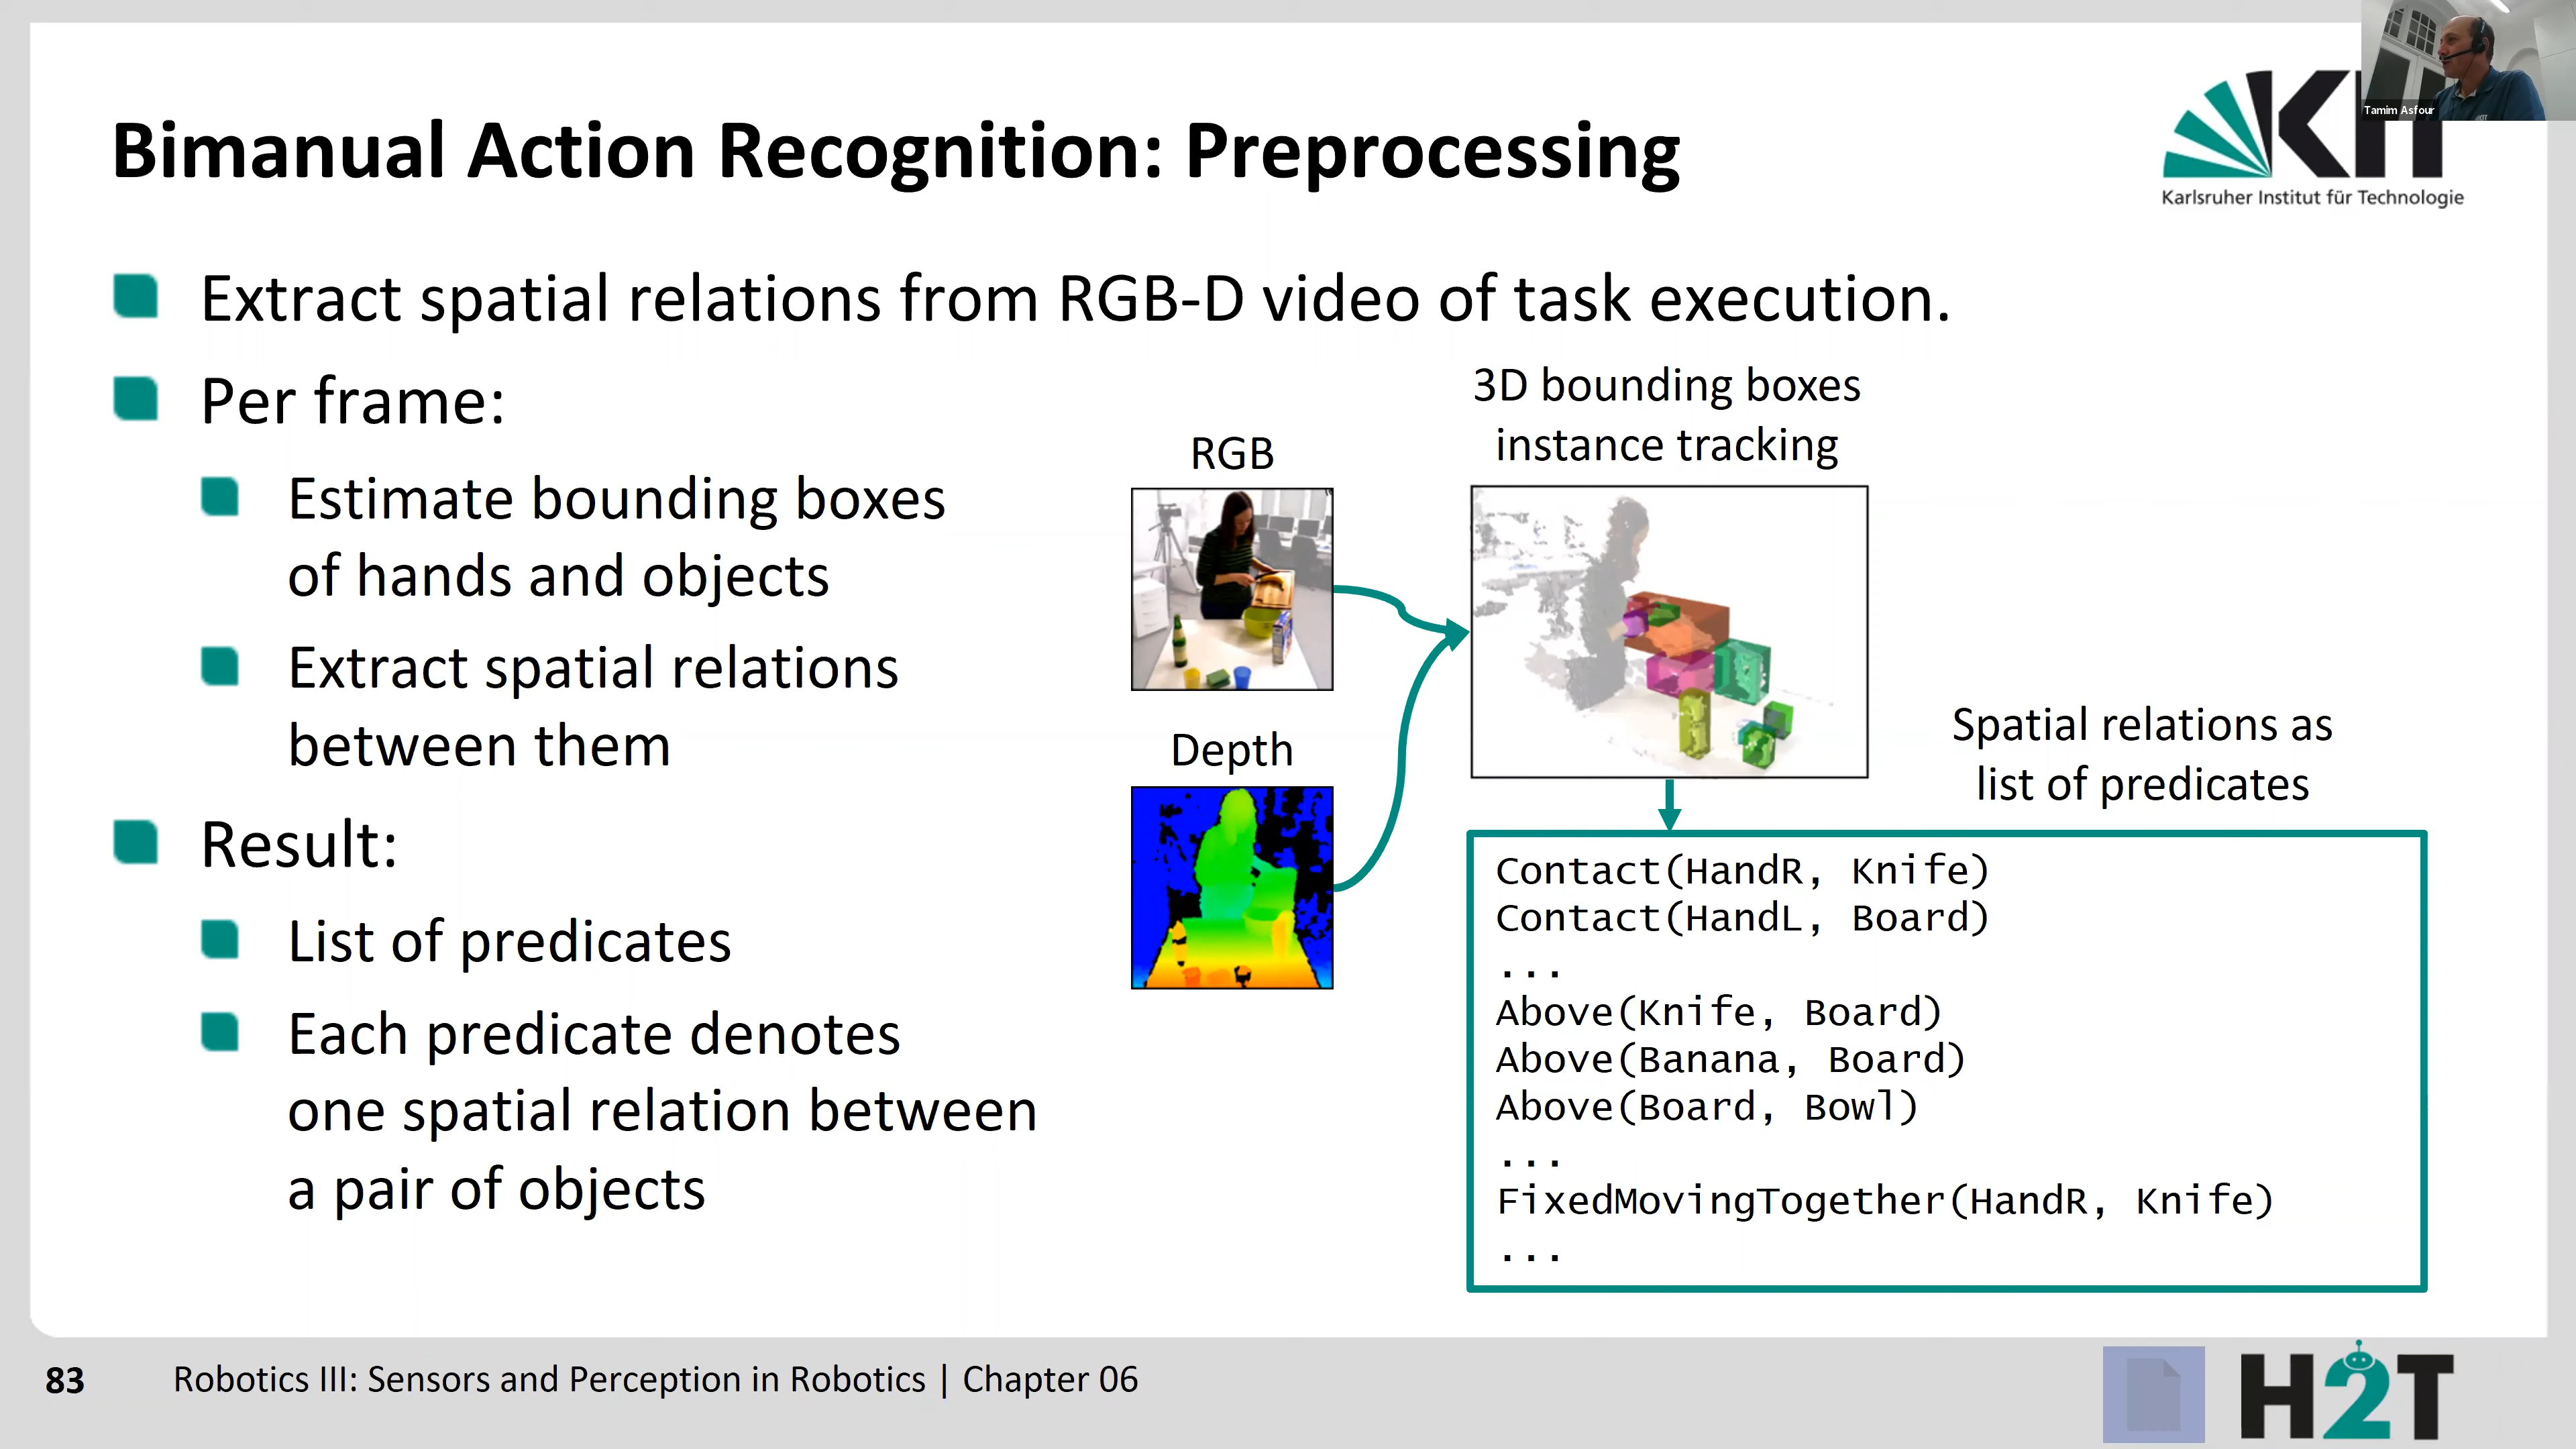 Tamim Asfour
KIT
Karlsruher Institut für Technologie
Bimanual Action Recognition: Preprocessing
Extract spatial relations from RGB-D video of task execution.
Per frame:
Estimate bounding boxes
of hands and objects
Extract spatial relations
between them
Result:
List of predicates
Each predicate denotes
one spatial relation between
a pair of objects
RGB
Depth
3D bounding boxes
instance tracking
Spatial relations as
list of predicates
Contact(HandR, Knife)
Contact(HandL, Board)
...
Above(Knife, Board)
Above(Banana, Board)
Above(Board, Bowl)
...
FixedMovingTogether(HandR, Knife)
...
83
Robotics III: Sensors and Perception in Robotics | Chapter 06
H2T